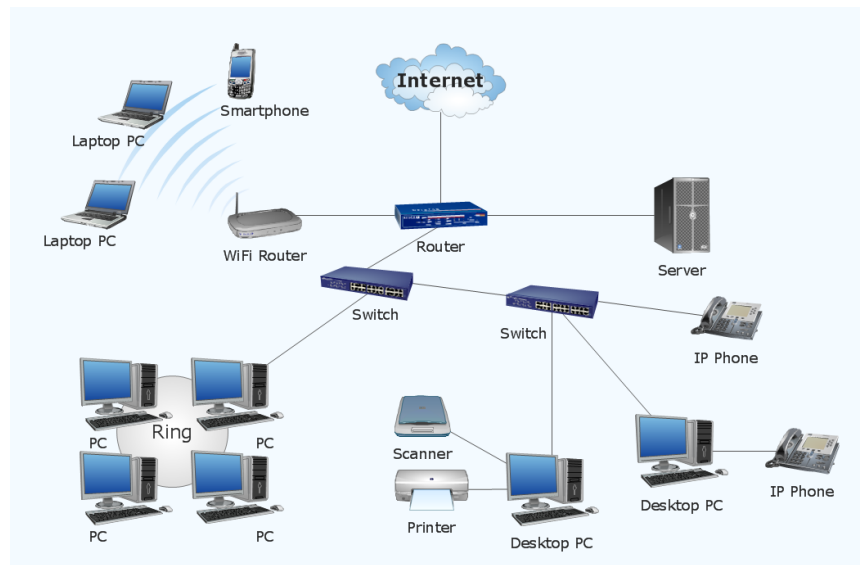 Internet
Smartphone
Laptop PC
Laptop PC
WiFi Router
Router
Server
Switch
Switch
IP Phone
PC
Ring
PC
Scanner
Printer
Desktop PC
Desktop PC
IP Phone
PC
PC